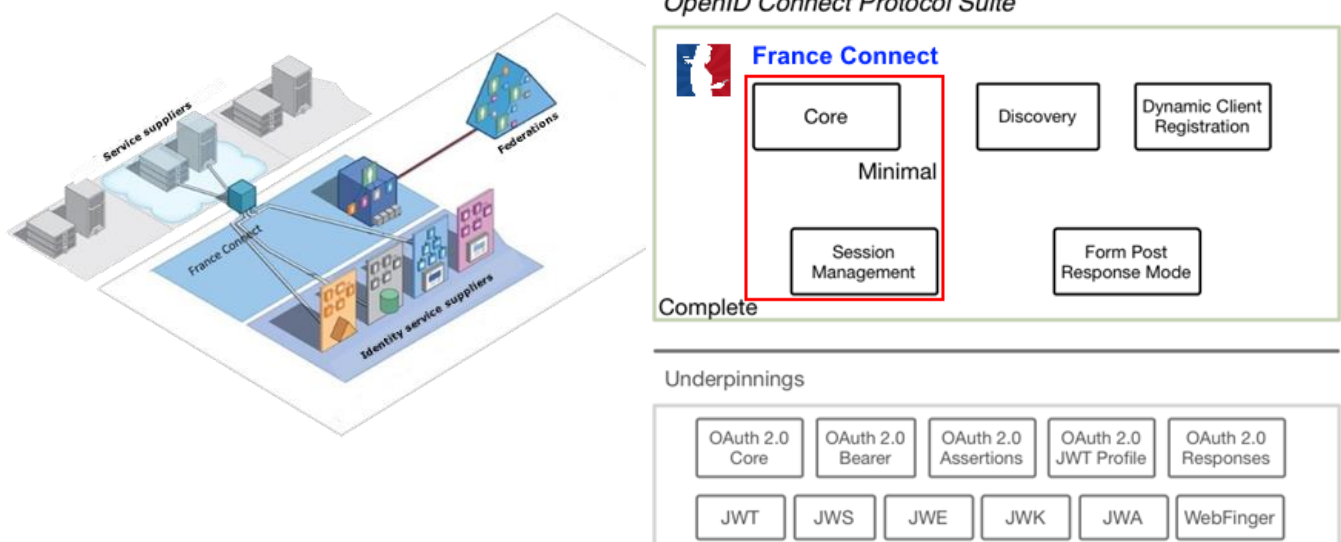 OpenID Connect Protocol Suite
Service suppliers
Federations
France Connect
Identity service suppliers
France Connect
Core
Discovery
Dynamic Client
Registration
Minimal
Session
Management
Form Post
Response Mode
Complete
Underpinnings
OAuth 2.0
Core
OAuth 2.0
Bearer
OAuth 2.0
Assertions
OAuth 2.0
JWT Profile
OAuth 2.0
Responses
JWT
JWS
JWE
JWK
JWA
WebFinger